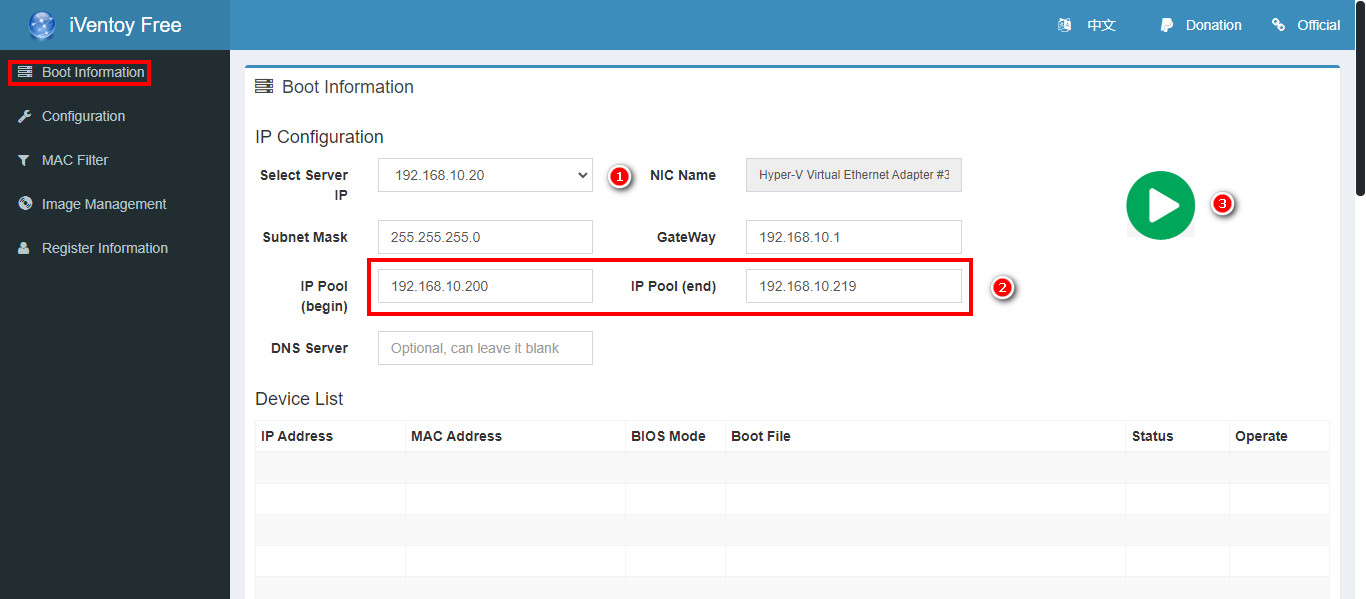 iVentoy Free
中文
Donation
Official
Boot Information
Configuration
MAC Filter
Image Management
Register Information
Boot Information
IP Configuration
Select Server
IP
192.168.10.20
1
NIC Name
Hyper-V Virtual Ethernet Adapter #3
3
Subnet Mask
255.255.255.0
GateWay
192.168.10.1
IP Pool
(begin)
192.168.10.200
IP Pool (end)
192.168.10.219
2
DNS Server
Optional, can leave it blank
Device List
IP Address
MAC Address
BIOS Mode
Boot File
Status
Operate